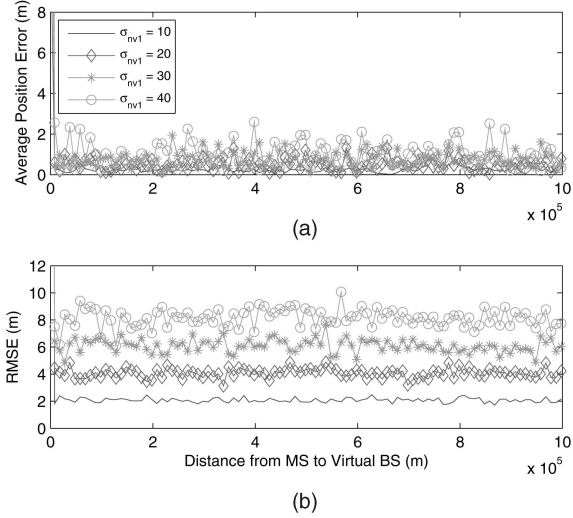 Average Position Error (m)
8
6
4
2
0
σnv1 = 10
σnv1 = 20
σnv1 = 30
σnv1 = 40
0
2
4
6
8
10
x 10^5
(a)
RMSE (m)
12
10
8
6
4
2
0
0
2
4
6
8
10
Distance from MS to Virtual BS (m)
x 10^5
(b)